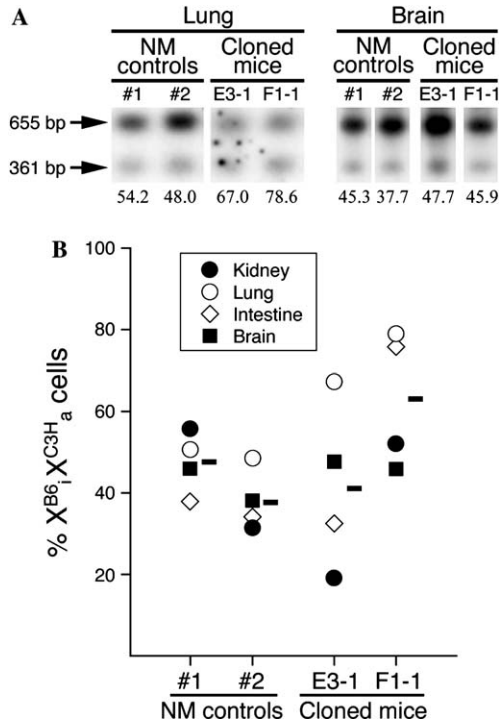 A
Lung
Brain
NM controls
Cloned mice
NM controls
Cloned mice
#1 #2 E3-1 F1-1 #1 #2 E3-1 F1-1
655 bp
361 bp
54.2 48.0 67.0 78.6 45.3 37.7 47.7 45.9
B
100
80
60
40
20
% X^B6_i X^C3H_a cells
Kidney
Lung
Intestine
Brain
#1 #2 E3-1 F1-1
NM controls Cloned mice